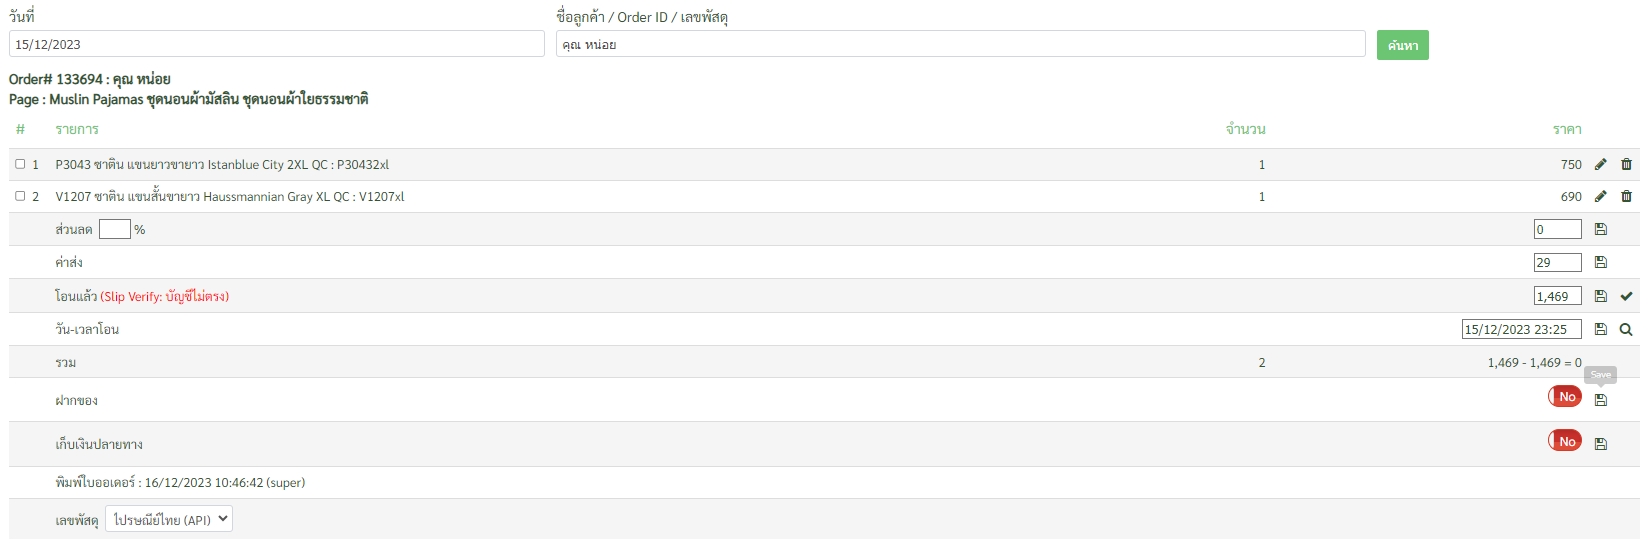 วันที่ ชื่อลูกค้า / Order ID / เลขพัสดุ
15/12/2023 คุณ หน่อย ค้นหา
Order# 133694 : คุณ หน่อย
Page : Muslin Pajamas ชุดนอนผ้ามัสลิน ชุดนอนผ้าใยธรรมชาติ
# รายการ จำนวน ราคา
1 P3043 ซาติน แขนยาวขายาว Istanblue City 2XL QC : P30432xl 1 750
2 V1207 ซาติน แขนสั้นขายาว Haussmannian Gray XL QC : V1207xl 1 690
ส่วนลด % 0
ค่าส่ง 29
โอนแล้ว (Slip Verify: บัญชีไม่ตรง) 1,469
วัน-เวลาโอน 15/12/2023 23:25
รวม 2 1,469 - 1,469 = 0
Save
ฝากของ No
เก็บเงินปลายทาง No
พิมพ์ใบออเดอร์ : 16/12/2023 10:46:42 (super)
เลขพัสดุ ไปรษณีย์ไทย (API)